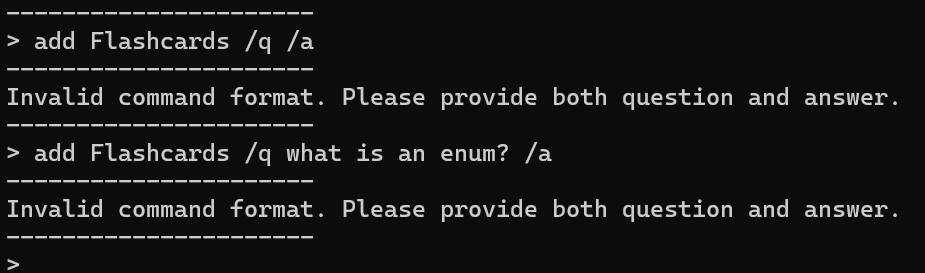 ----------------------
> add Flashcards /q /a
----------------------
Invalid command format. Please provide both question and answer.
----------------------
> add Flashcards /q what is an enum? /a
----------------------
Invalid command format. Please provide both question and answer.
----------------------
>